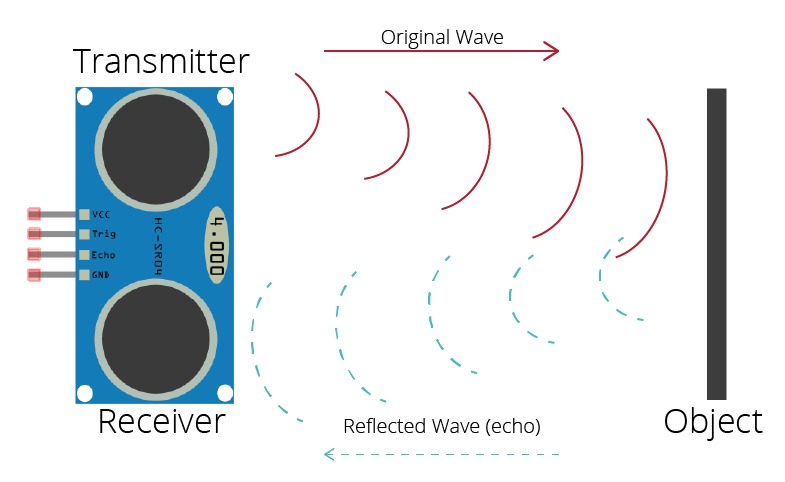 Original Wave
Transmitter
VCC
Trig
Echo
GND
HC-SR04
4.000
Receiver
Reflected Wave (echo)
Object